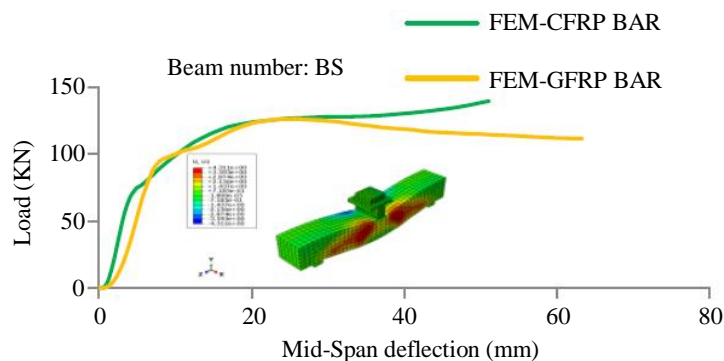 FEM-CFRP BAR
Beam number: BS
FEM-GFRP BAR
150
100
50
0
Load (KN)
0 20 40 60 80
Mid-Span deflection (mm)